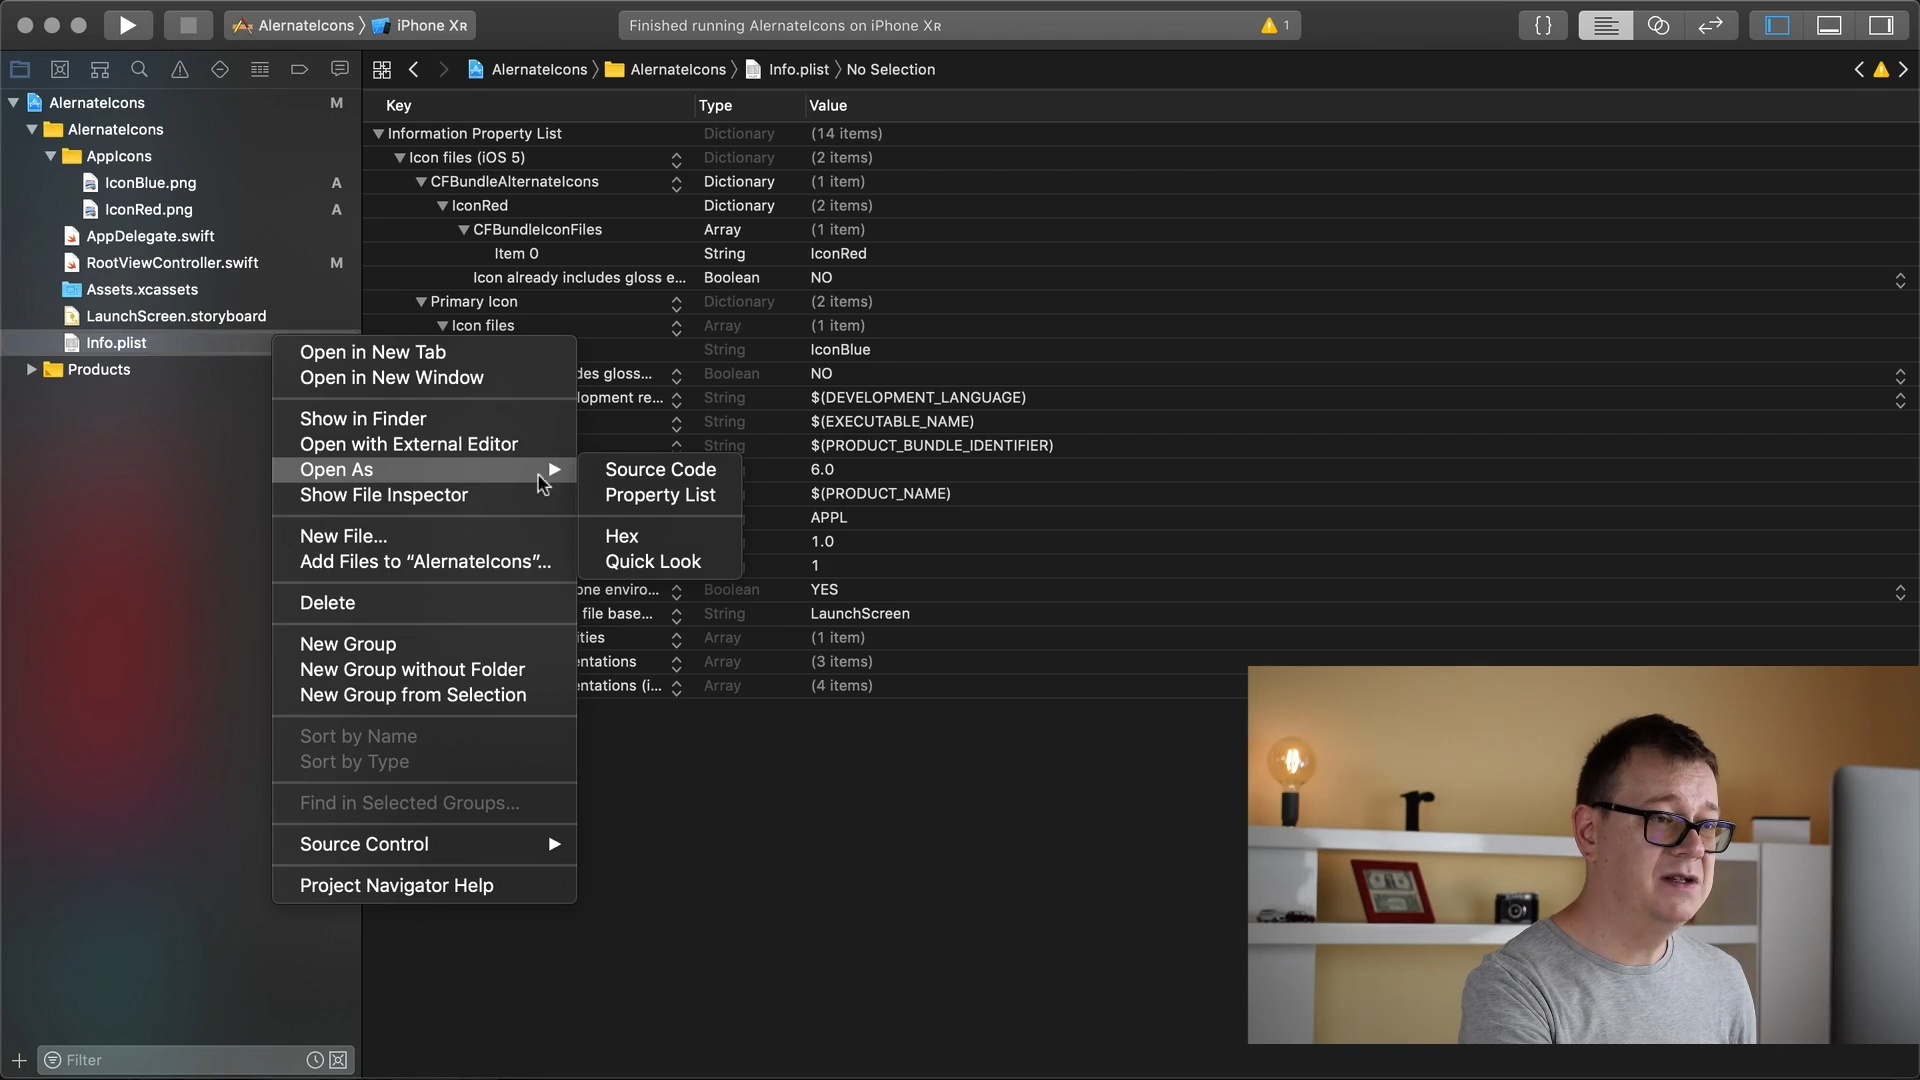 AlernateIcons 〉 iPhone XR
Finished running AlernateIcons on iPhone XR
1
{ }
AlernateIcons 〉 AlernateIcons 〉 Info.plist 〉 No Selection
AlernateIcons M
AlernateIcons
AppIcons
IconBlue.png A
IconRed.png A
AppDelegate.swift
RootViewController.swift M
Assets.xcassets
LaunchScreen.storyboard
Info.plist
Products
Key Type Value
Information Property List Dictionary (14 items)
Icon files (iOS 5) Dictionary (2 items)
CFBundleAlternateIcons Dictionary (1 item)
IconRed Dictionary (2 items)
CFBundleIconFiles Array (1 item)
Item 0 String IconRed
Icon already includes gloss e... Boolean NO
Primary Icon Dictionary (2 items)
Icon files Array (1 item)
String IconBlue
des gloss... Boolean NO
lopment re... String $(DEVELOPMENT_LANGUAGE)
String $(EXECUTABLE_NAME)
String $(PRODUCT_BUNDLE_IDENTIFIER)
6.0
$(PRODUCT_NAME)
APPL
1.0
1
one enviro... Boolean YES
file base... String LaunchScreen
ities Array (1 item)
entations Array (3 items)
entations (i... Array (4 items)
Open in New Tab
Open in New Window
Show in Finder
Open with External Editor
Open As
Show File Inspector
New File...
Add Files to “AlernateIcons”...
Delete
New Group
New Group without Folder
New Group from Selection
Sort by Name
Sort by Type
Find in Selected Groups...
Source Control
Project Navigator Help
Source Code
Property List
Hex
Quick Look
Filter